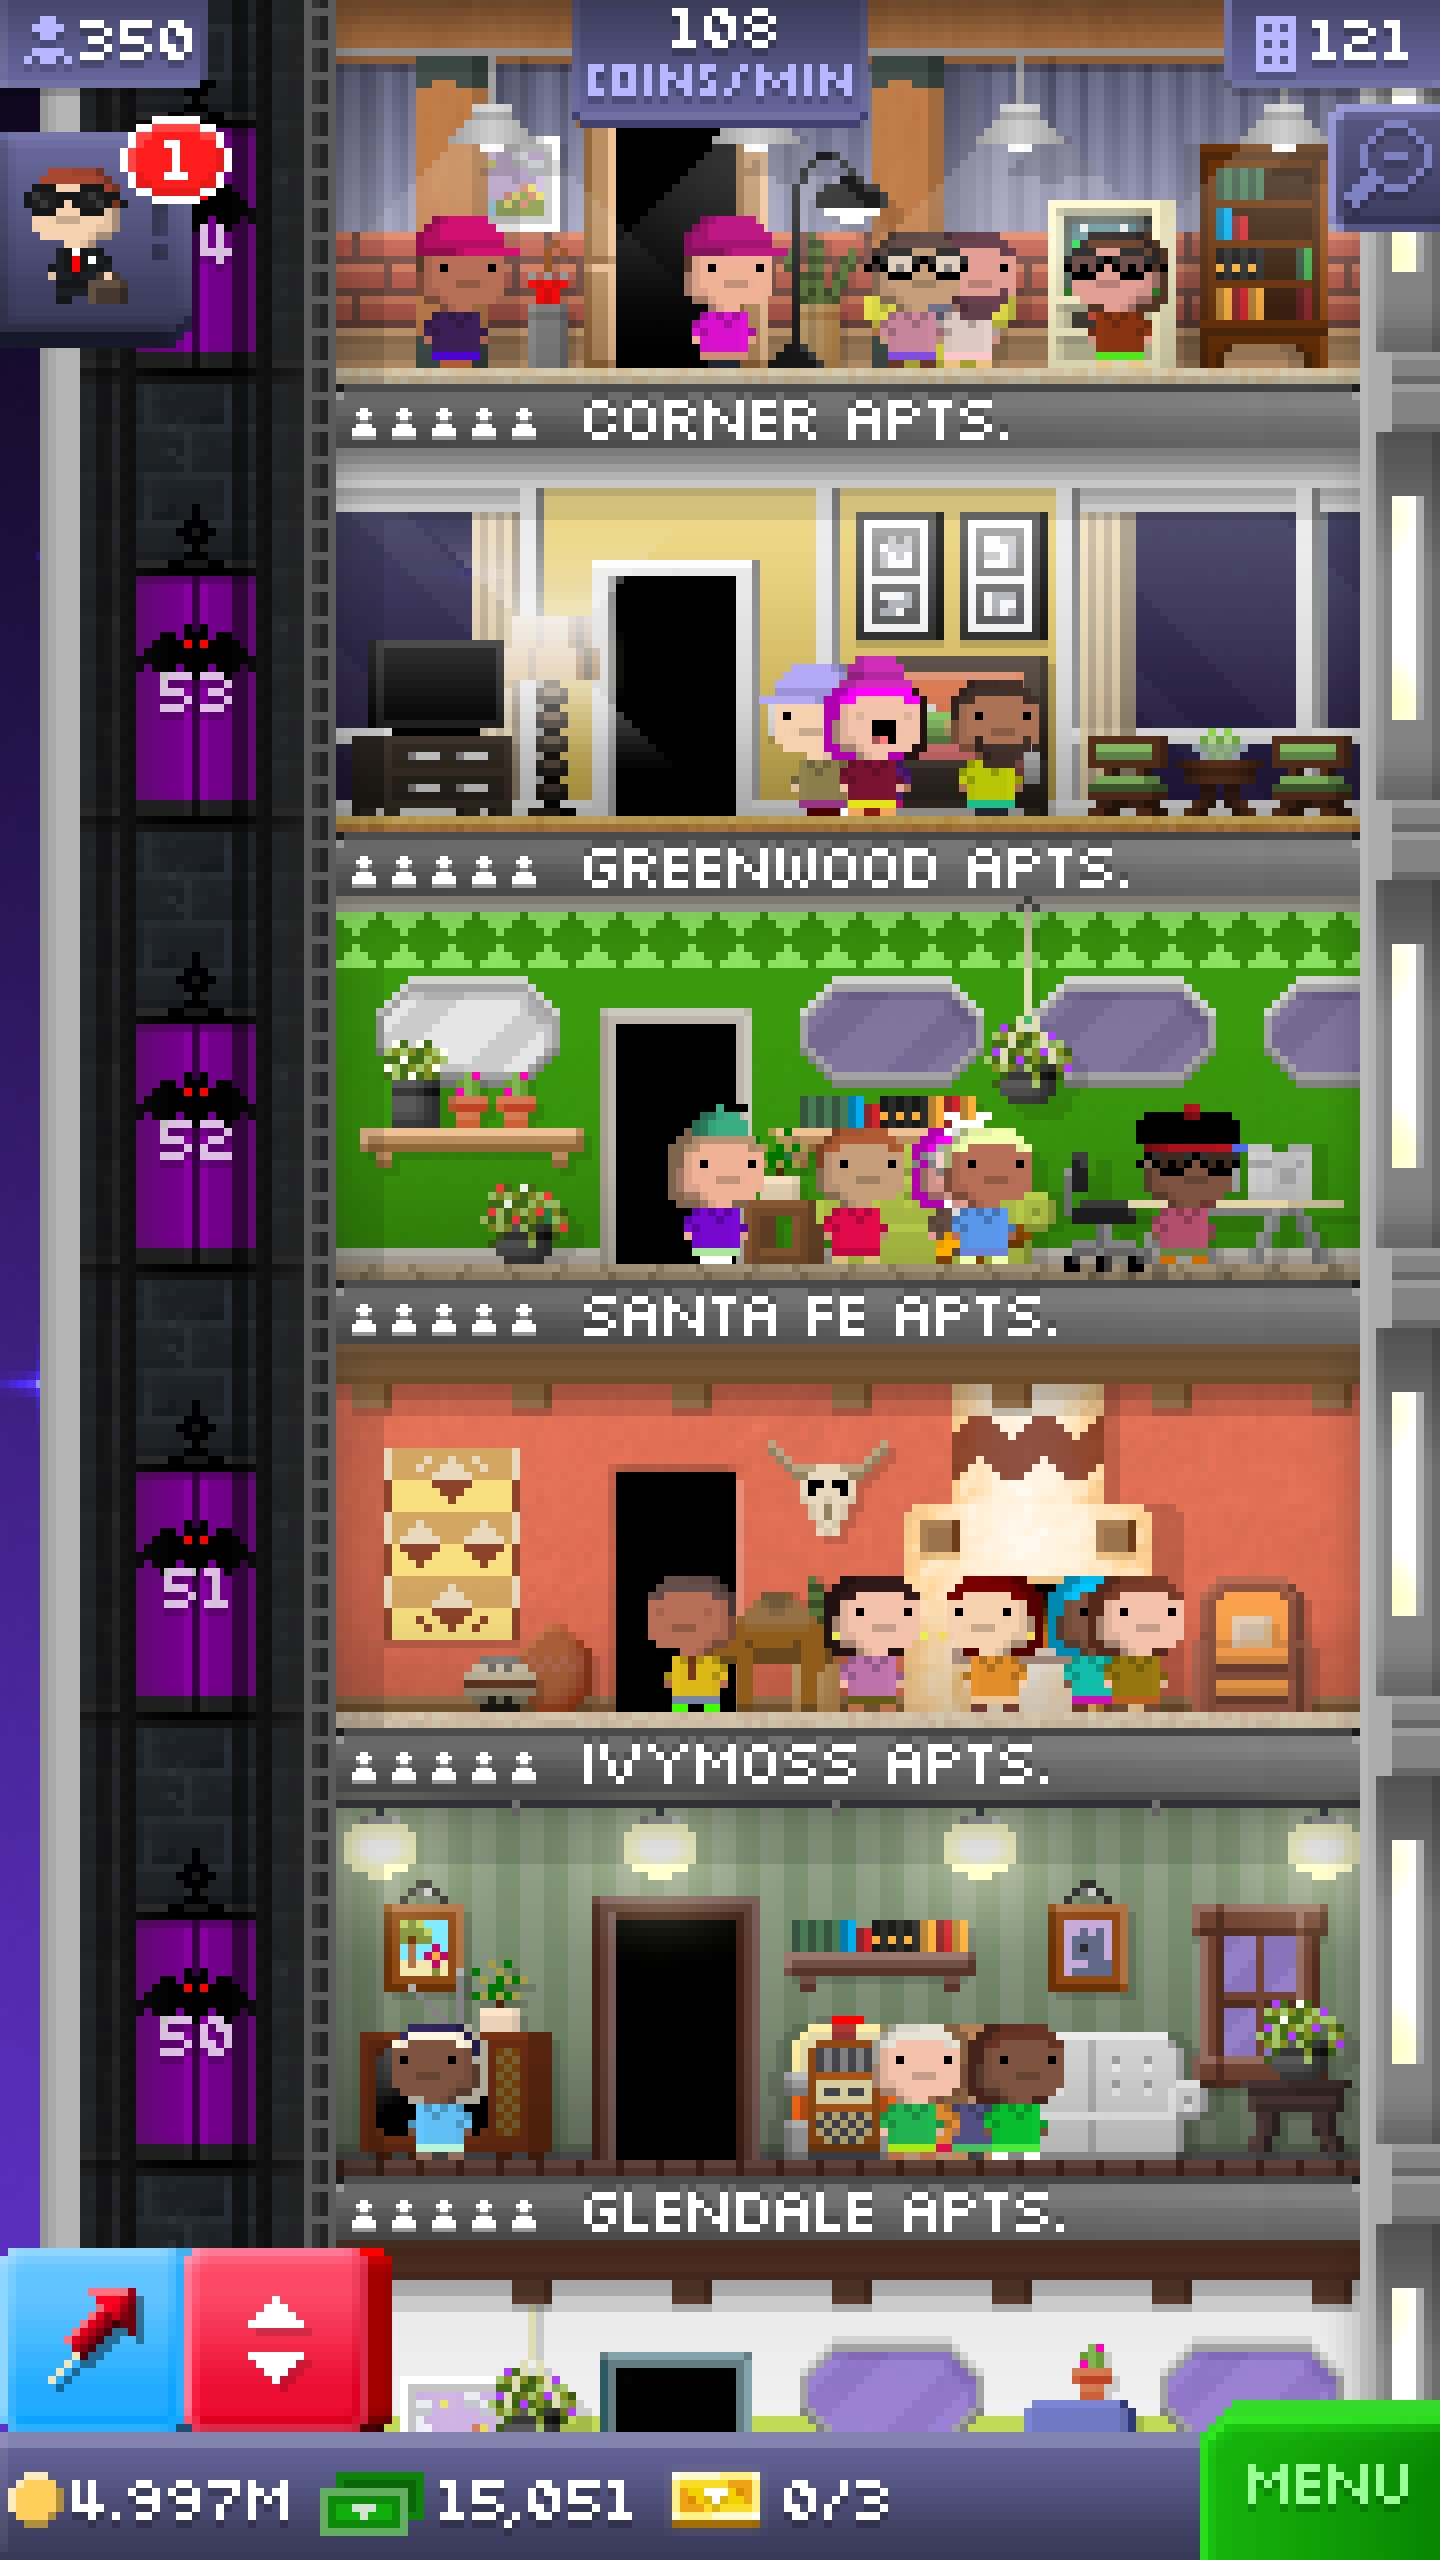 350
108
COINS/MIN
121
1
4
CORNER APTS.
53
GREENWOOD APTS.
52
SANTA FE APTS.
51
IVYMOSS APTS.
50
GLENDALE APTS.
4.997M
15,051
0/3
MENU